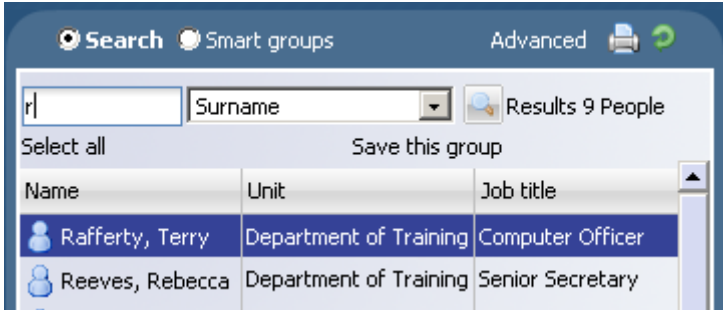 Search Smart groups Advanced
r Surname Results 9 People
Select all Save this group
Name Unit Job title
Rafferty, Terry Department of Training Computer Officer
Reeves, Rebecca Department of Training Senior Secretary